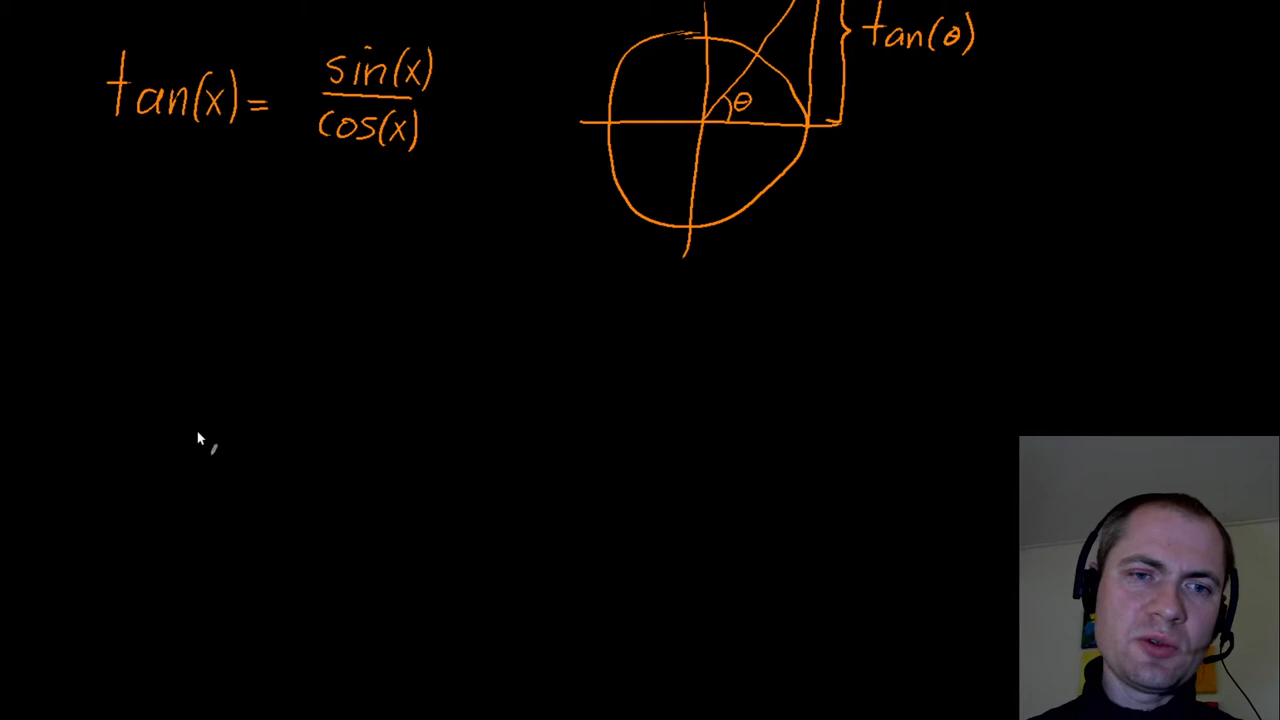 tan(x) = sin(x)/cos(x)
tan(θ)
θ